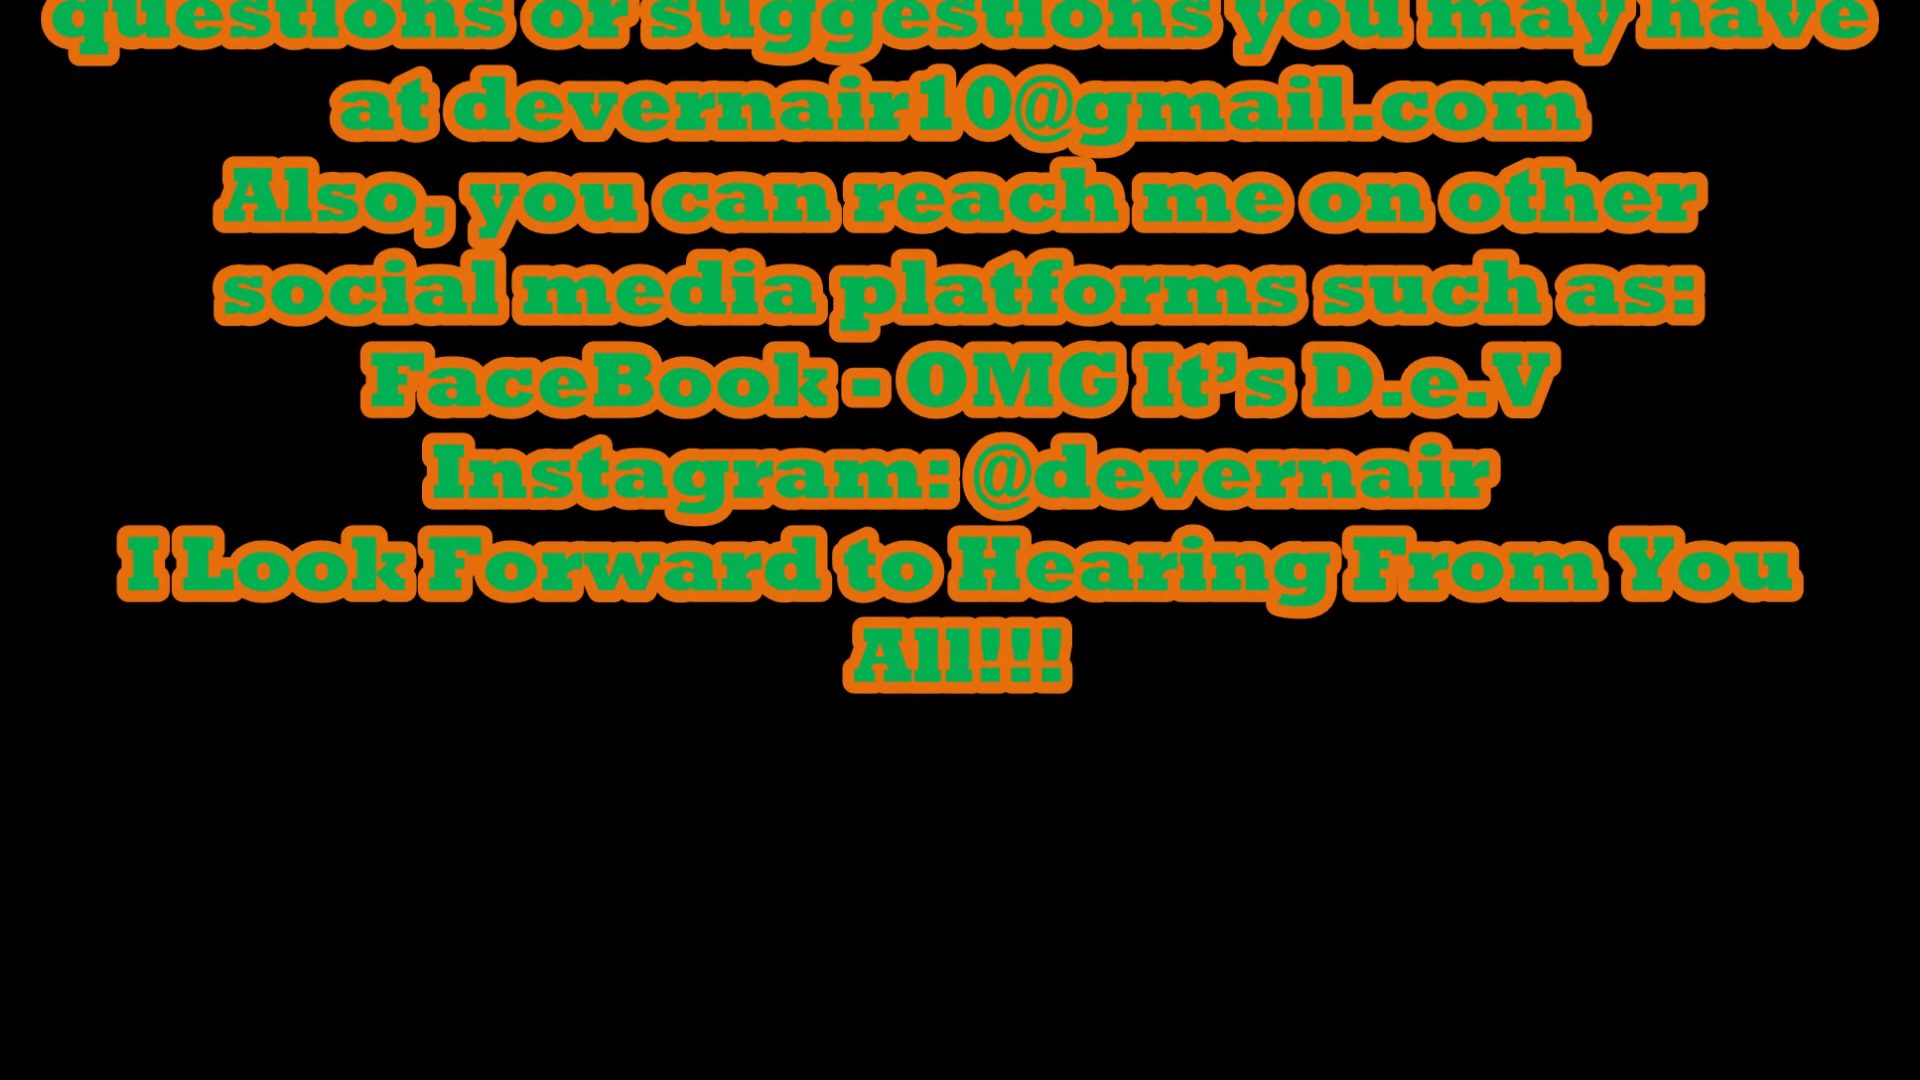 questions or suggestions you may have
at devernair10@gmail.com
Also, you can reach me on other
social media platforms such as:
FaceBook - OMG It’s D.e.V
Instagram: @devernair
I Look Forward to Hearing From You
All!!!